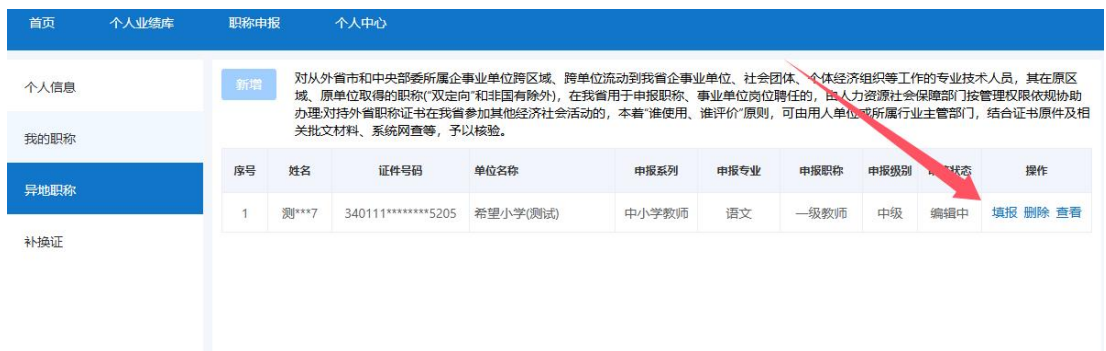 首页 个人业绩库 职称申报 个人中心
个人信息
我的职称
异地职称
补换证
新增
对从外省市和中央部委所属企事业单位跨区域、跨单位流动到我省企事业单位、社会团体、个体经济组织等工作的专业技术人员，其在原区
域、原单位取得的职称(“双定向”和非国有除外)，在我省用于申报职称、事业单位岗位聘任的，由人力资源社会保障部门按管理权限依规协助
办理;对持外省职称证书在我省参加其他经济社会活动的，本着“谁使用、谁评价”原则，可由用人单位或所属行业主管部门，结合证书原件及相
关批文材料、系统网查等，予以核验。
序号 姓名 证件号码 单位名称 申报系列 申报专业 申报职称 申报级别 状态 操作
1 测***7 340111********5205 希望小学(测试) 中小学教师 语文 一级教师 中级 编辑中 填报 删除 查看